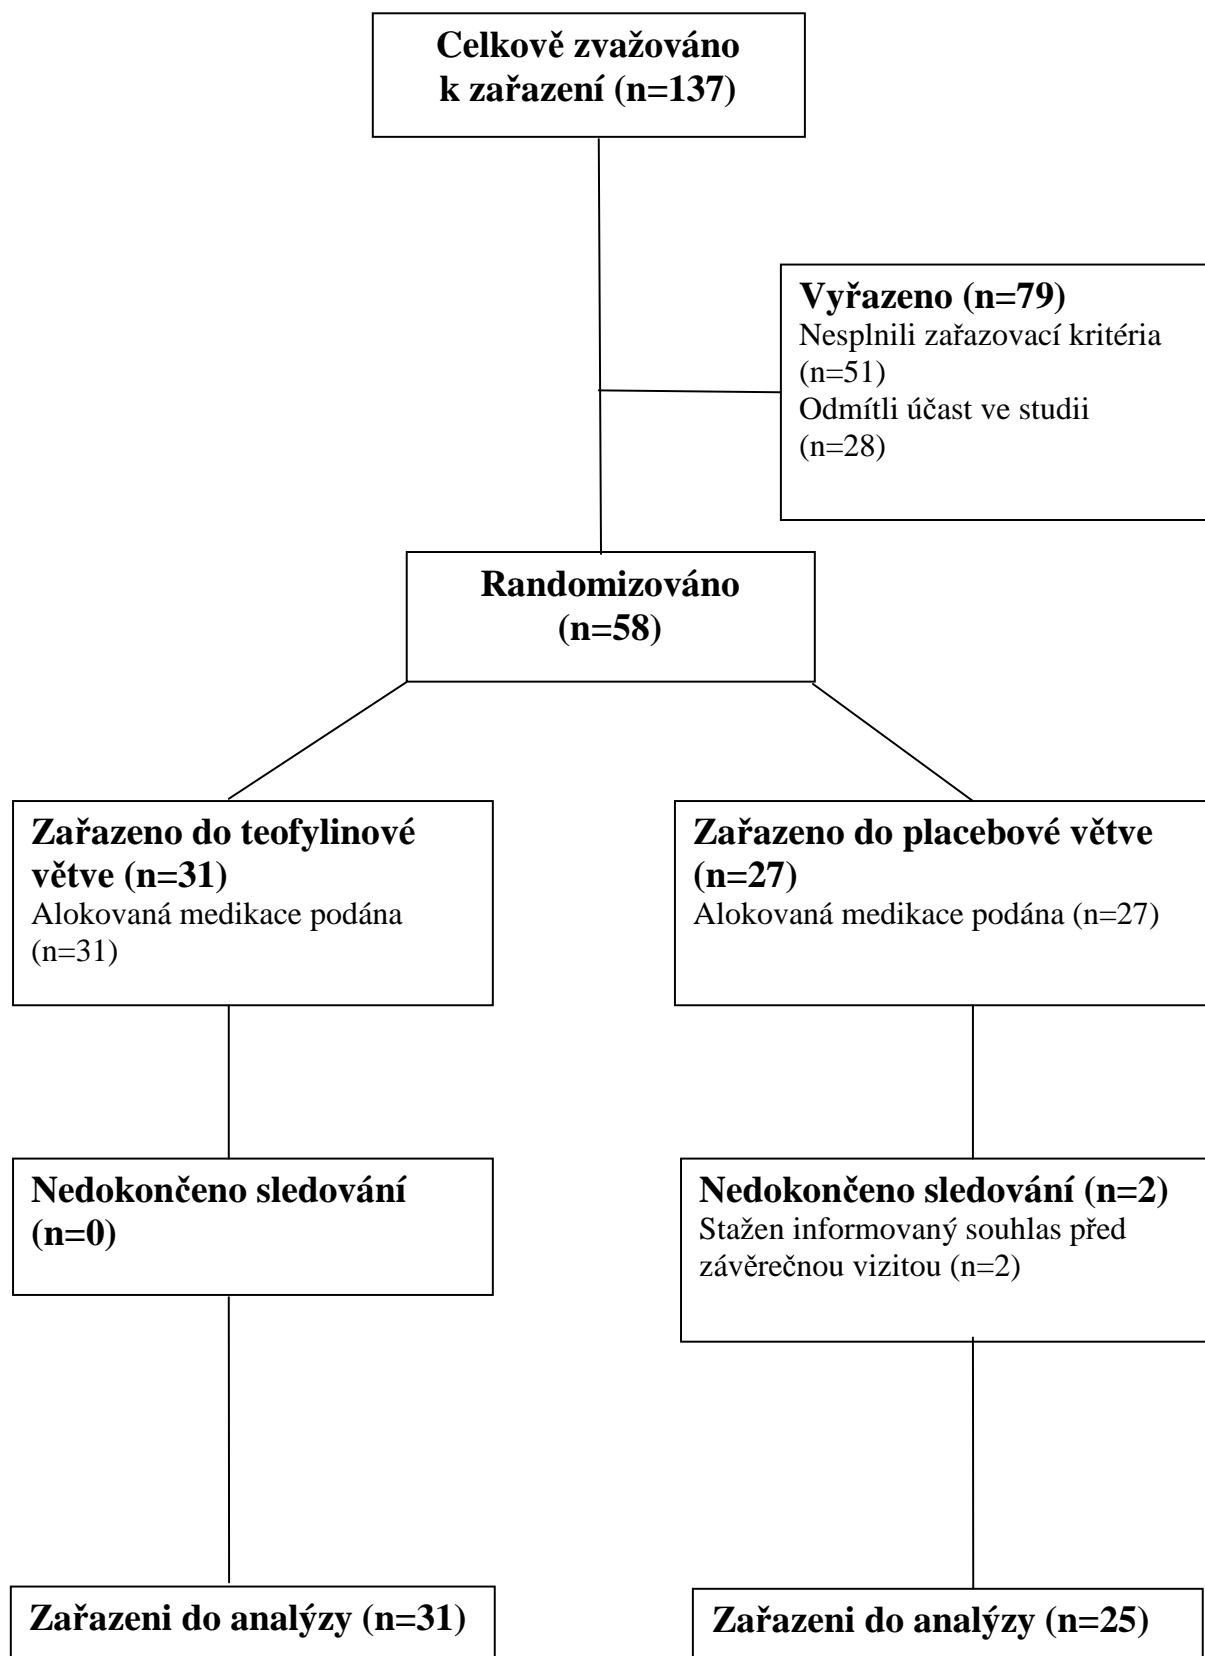 Celkově zvažováno
k zařazení (n=137)
Vyřazeno (n=79)
Nesplnili zařazovací kritéria
(n=51)
Odmítli účast ve studii
(n=28)
Randomizováno
(n=58)
Zařazeno do teofylinové
větve (n=31)
Alokovaná medikace podána
(n=31)
Zařazeno do placebové větve
(n=27)
Alokovaná medikace podána (n=27)
Nedokončeno sledování
(n=0)
Nedokončeno sledování (n=2)
Stažen informovaný souhlas před
závěrečnou vizitou (n=2)
Zařazeni do analýzy (n=31)
Zařazeni do analýzy (n=25)